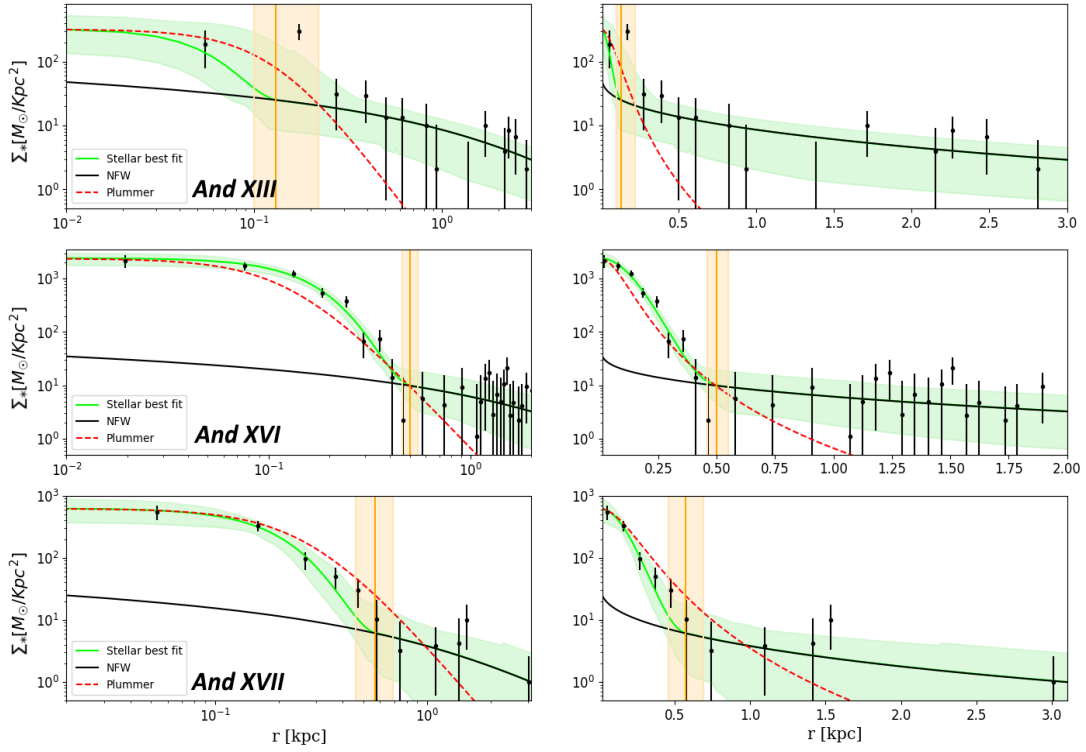 Σ*[M⊙/Kpc²]
10²
10¹
10⁰
Stellar best fit
NFW
Plummer
And XIII
10⁻² 10⁻¹ 10⁰
10²
10¹
10⁰
0.5 1.0 1.5 2.0 2.5 3.0
Σ*[M⊙/Kpc²]
10³
10²
10¹
10⁰
Stellar best fit
NFW
Plummer
And XVI
10⁻² 10⁻¹ 10⁰
10³
10²
10¹
10⁰
0.25 0.50 0.75 1.00 1.25 1.50 1.75 2.00
Σ*[M⊙/Kpc²]
10³
10²
10¹
10⁰
Stellar best fit
NFW
Plummer
And XVII
10⁻¹ 10⁰
r [kpc]
10³
10²
10¹
10⁰
0.5 1.0 1.5 2.0 2.5 3.0
r [kpc]